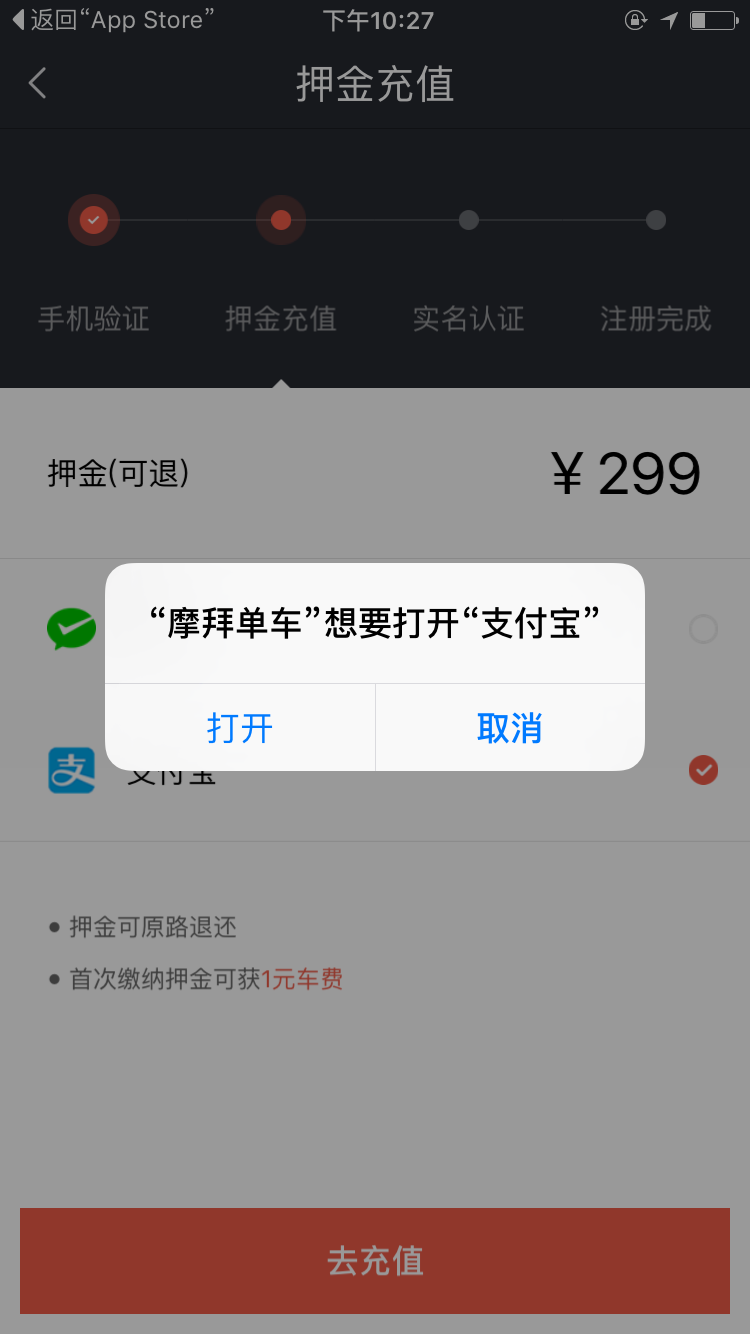 返回“App Store”
下午10:27
押金充值
手机验证 押金充值 实名认证 注册完成
押金(可退) ¥299
“摩拜单车”想要打开“支付宝”
打开 取消
支付宝
押金可原路退还
首次缴纳押金可获1元车费
去充值